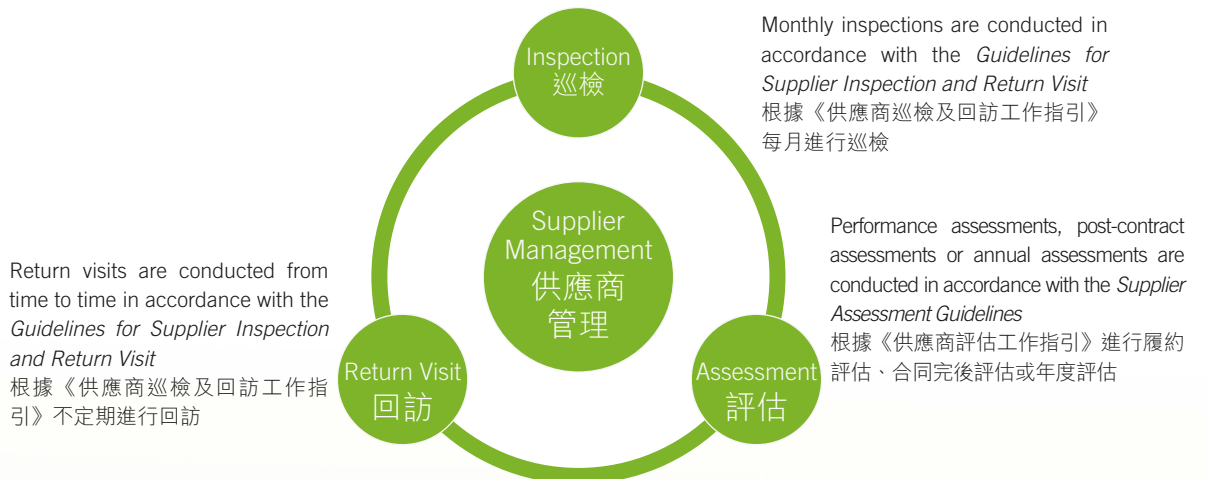 Inspection
巡檢
Monthly inspections are conducted in
accordance with the Guidelines for
Supplier Inspection and Return Visit
根據《供應商巡檢及回訪工作指引》
每月進行巡檢
Supplier
Management
供應商
管理
Performance assessments, post-contract
assessments or annual assessments are
conducted in accordance with the Supplier
Assessment Guidelines
根據《供應商評估工作指引》進行履約
評估、合同完後評估或年度評估
Return visits are conducted from
time to time in accordance with the
Guidelines for Supplier Inspection
and Return Visit
根據《供應商巡檢及回訪工作指
引》不定期進行回訪
Return Visit
回訪
Assessment
評估